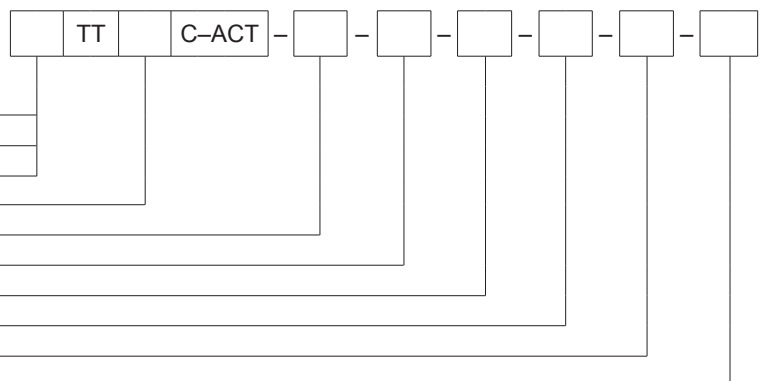 TT C–ACT – – – – – –